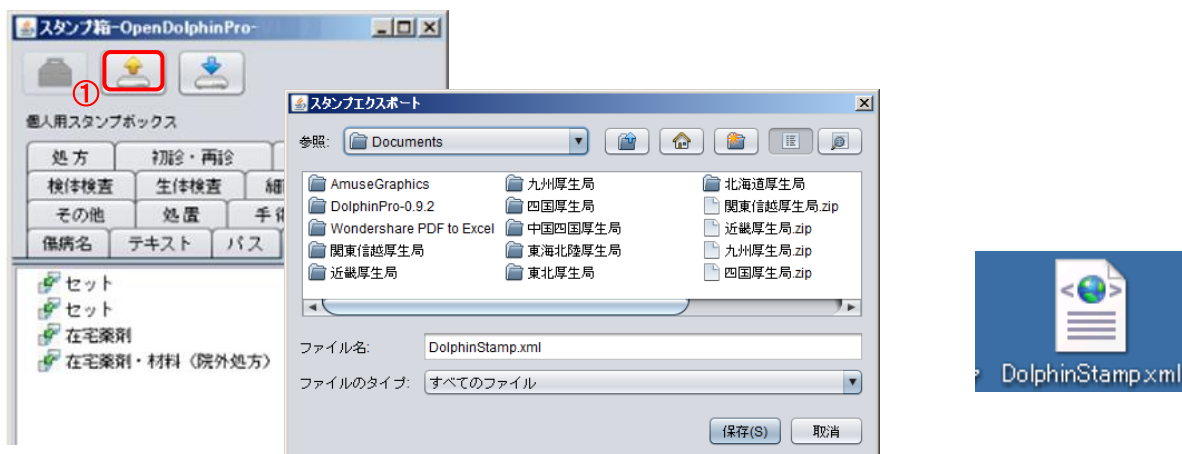 スタンプ箱-OpenDolphinPro-
①
個人用スタンプボックス
処方
初診・再診
検体検査
生体検査
細
その他
処置
手術
傷病名
テキスト
パス
セット
セット
在宅薬剤
在宅薬剤・材料（院外処方）
スタンプエクスポート
参照:
Documents
AmuseGraphics
DolphinPro-0.9.2
Wondershare PDF to Excel
関東信越厚生局
近畿厚生局
九州厚生局
四国厚生局
中国四国厚生局
東海北陸厚生局
東北厚生局
北海道厚生局
関東信越厚生局.zip
近畿厚生局.zip
九州厚生局.zip
四国厚生局.zip
ファイル名:
DolphinStamp.xml
ファイルのタイプ:
すべてのファイル
保存(S)
取消
DolphinStamp.xml